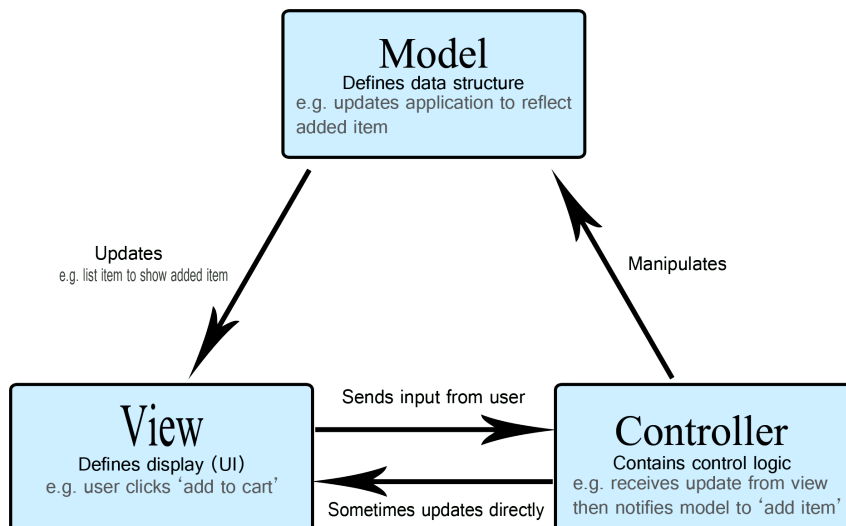 Model
Defines data structure
e.g. updates application to reflect
added item
Updates
e.g. list item to show added item
Manipulates
Sends input from user
View
Defines display (UI)
e.g. user clicks ‘add to cart’
Sometimes updates directly
Controller
Contains control logic
e.g. receives update from view
then notifies model to ‘add item’